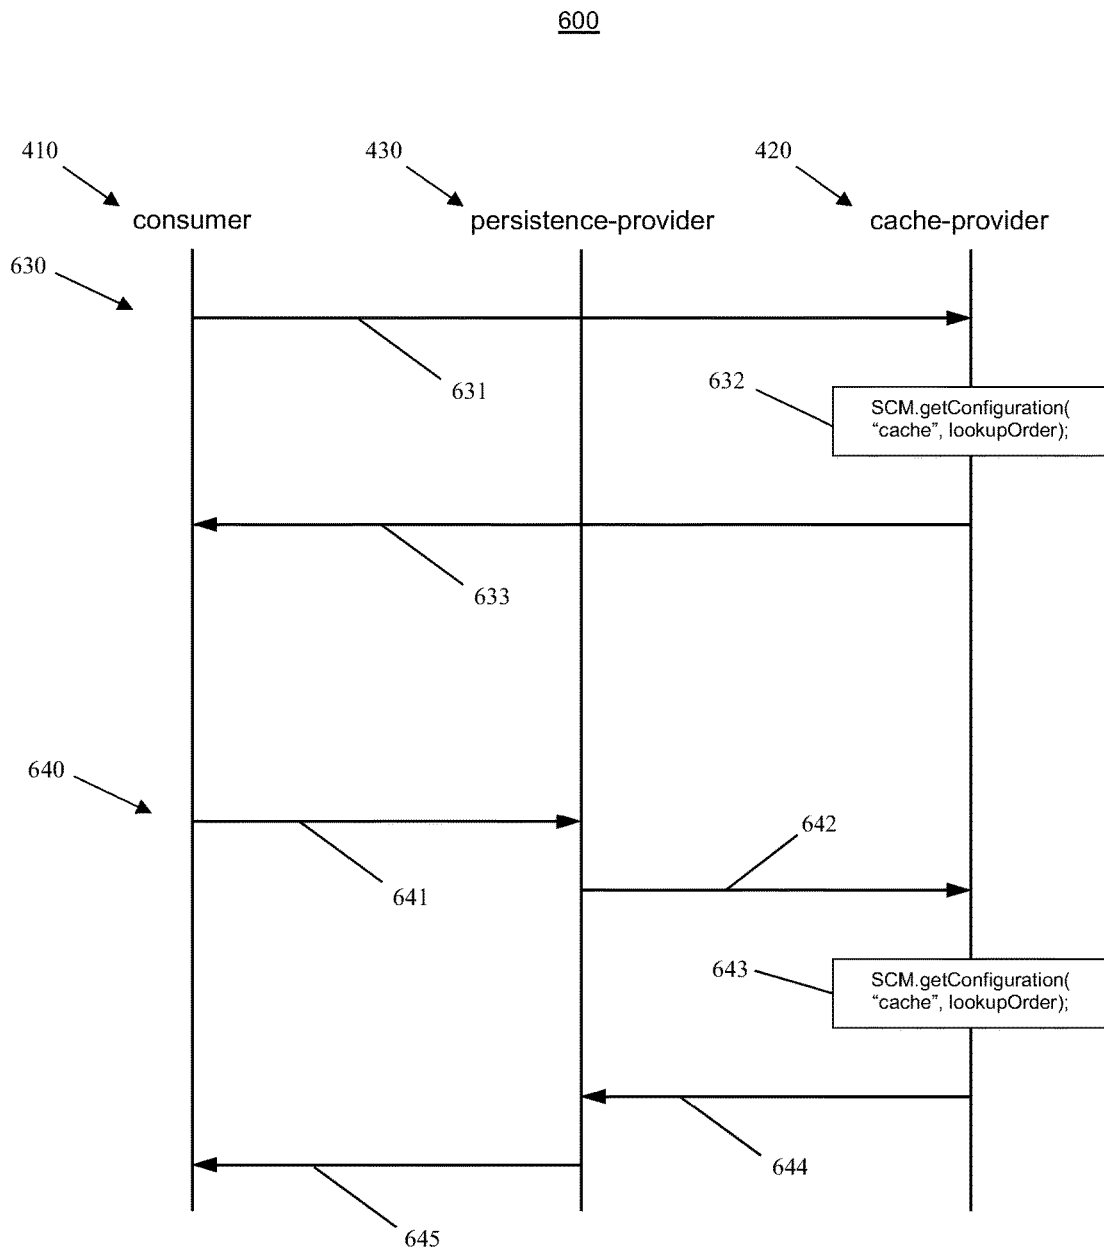 600
410
430
420
consumer
persistence-provider
cache-provider
630
631
632
SCM.getConfiguration(
“cache”, lookupOrder);
633
640
642
641
643
SCM.getConfiguration(
“cache”, lookupOrder);
644
645